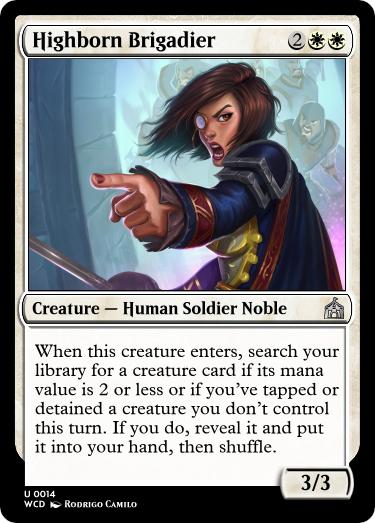 Highborn Brigadier 2
Creature — Human Soldier Noble
When this creature enters, search your
library for a creature card if its mana
value is 2 or less or if you’ve tapped or
detained a creature you don’t control
this turn. If you do, reveal it and put
it into your hand, then shuffle.
3/3
U 0014
WCD Rodrigo Camilo